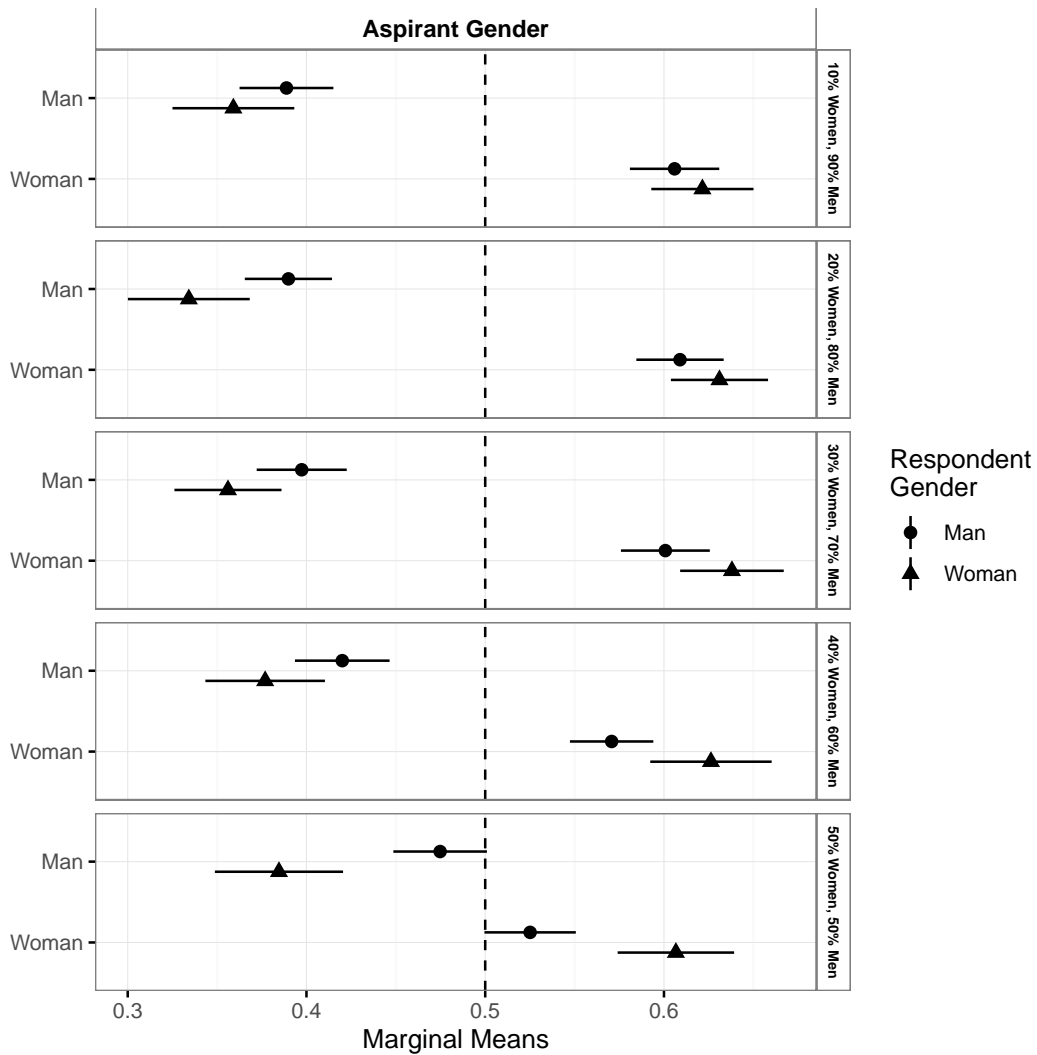 Aspirant Gender
Man
Woman
10% Women, 90% Men
Man
Woman
20% Women, 80% Men
Man
Woman
30% Women, 70% Men
Man
Woman
40% Women, 60% Men
Man
Woman
50% Women, 50% Men
0.3 0.4 0.5 0.6
Marginal Means
Respondent
Gender
Man
Woman